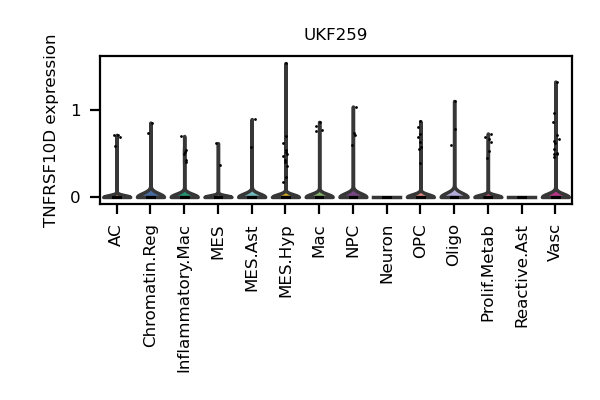 UKF259
TNFRSF10D expression
1
0
AC
Chromatin.Reg
Inflammatory.Mac
MES
MES.Ast
MES.Hyp
Mac
NPC
Neuron
OPC
Oligo
Prolif.Metab
Reactive.Ast
Vasc